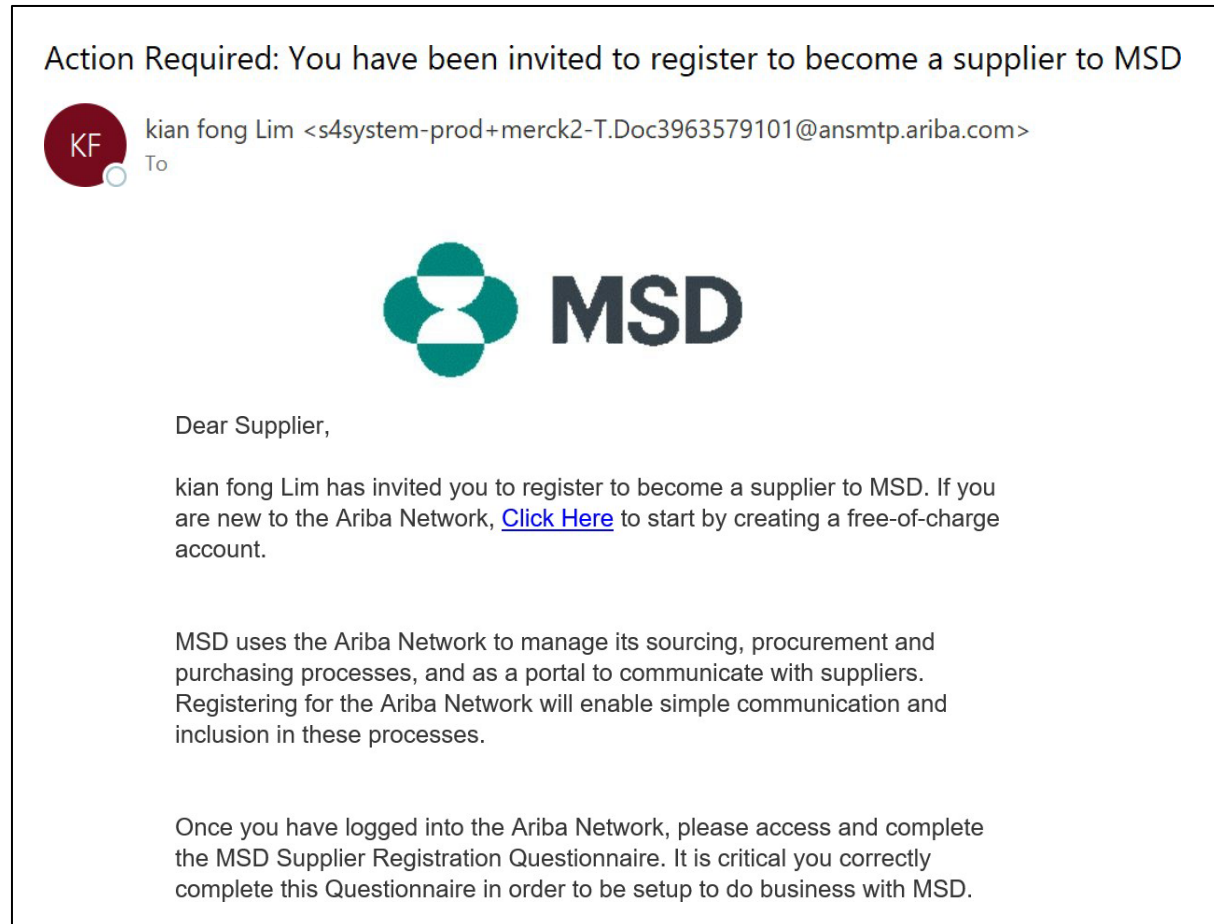 Action Required: You have been invited to register to become a supplier to MSD
KF
kian fong Lim <s4system-prod+merck2-T.Doc3963579101@ansmtp.ariba.com>
To
MSD
Dear Supplier,
kian fong Lim has invited you to register to become a supplier to MSD. If you
are new to the Ariba Network, Click Here to start by creating a free-of-charge
account.
MSD uses the Ariba Network to manage its sourcing, procurement and
purchasing processes, and as a portal to communicate with suppliers.
Registering for the Ariba Network will enable simple communication and
inclusion in these processes.
Once you have logged into the Ariba Network, please access and complete
the MSD Supplier Registration Questionnaire. It is critical you correctly
complete this Questionnaire in order to be setup to do business with MSD.